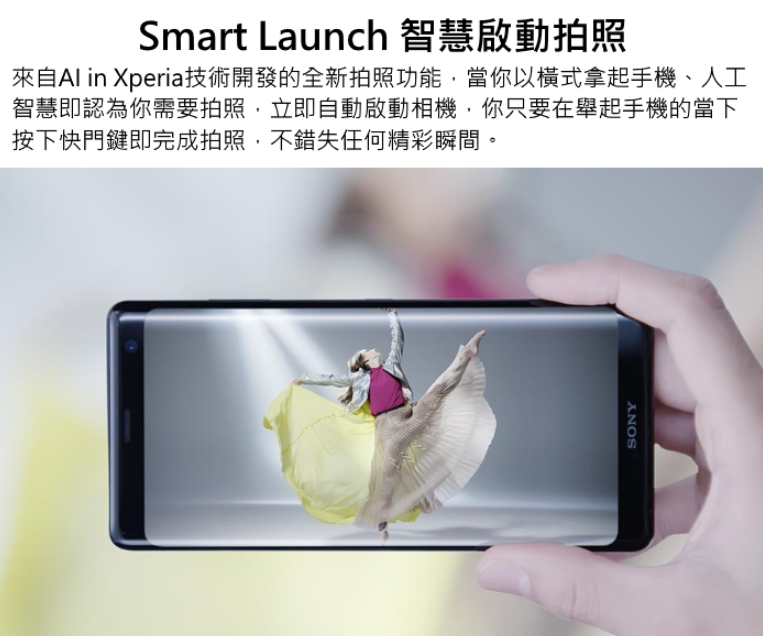 Smart Launch 智慧啟動拍照
來自AI in Xperia技術開發的全新拍照功能，當你以橫式拿起手機、人工
智慧即認為你需要拍照，立即自動啟動相機，你只要在舉起手機的當下
按下快門鍵即完成拍照，不錯失任何精彩瞬間。
SONY